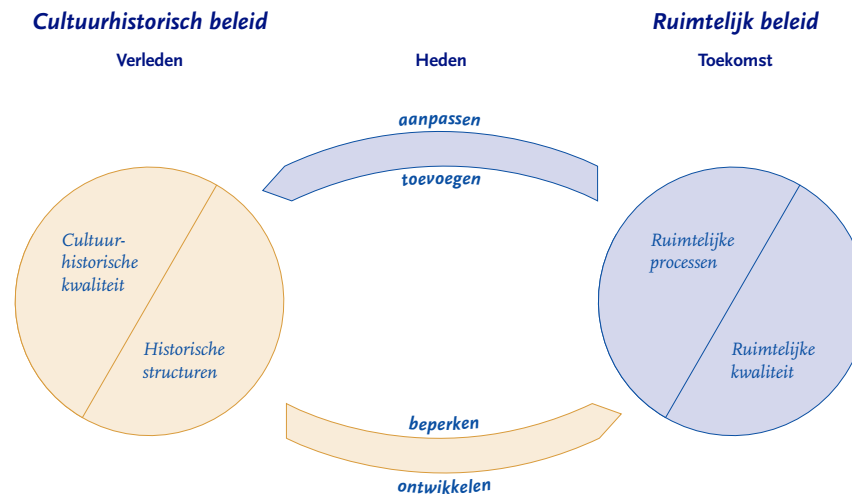 Cultuurhistorisch beleid
Ruimtelijk beleid
Verleden
Heden
Toekomst
aanpassen
toevoegen
Cultuur-
historische
kwaliteit
Historische
structuren
Ruimtelijke
processen
Ruimtelijke
kwaliteit
beperken
ontwikkelen